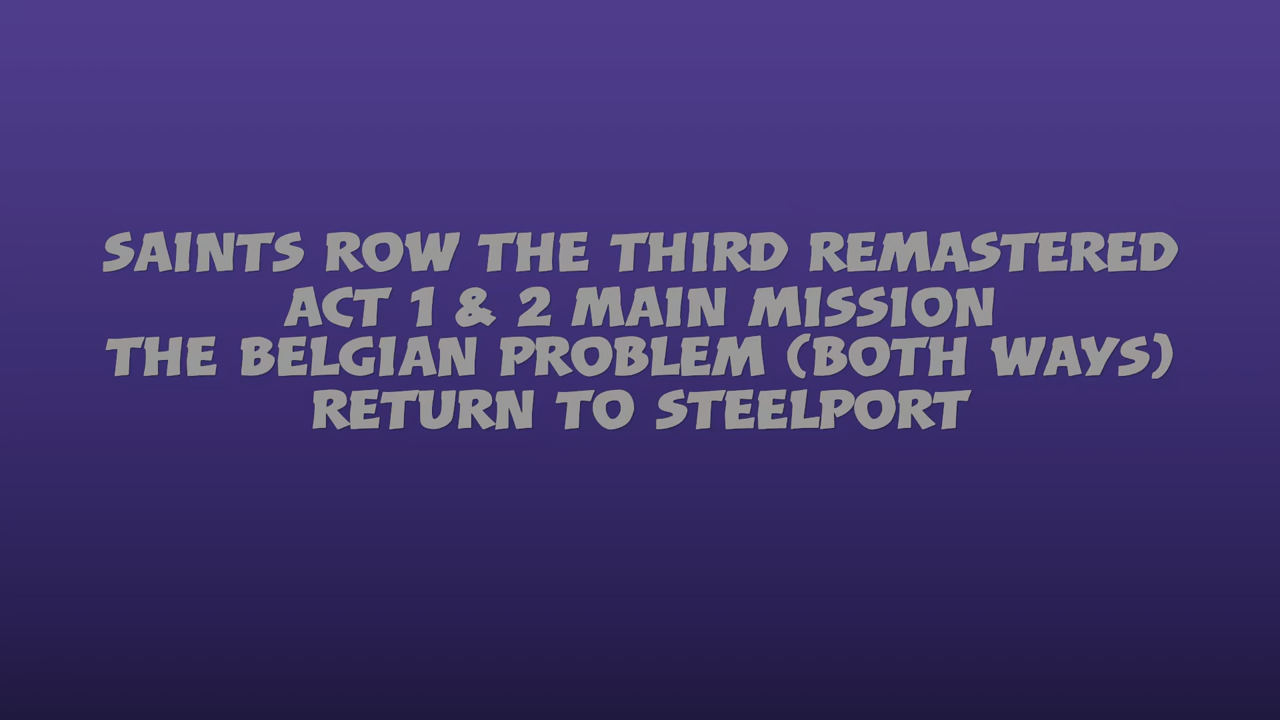 SAINTS ROW THE THIRD REMASTERED
ACT 1 & 2 MAIN MISSION
THE BELGIAN PROBLEM (BOTH WAYS)
RETURN TO STEELPORT